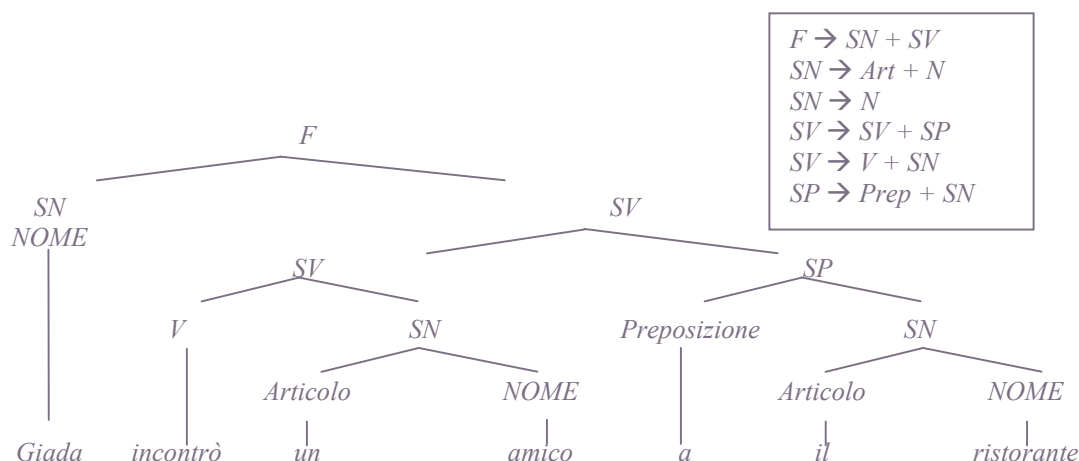 F → SN + SV
SN → Art + N
SN → N
SV → SV + SP
SV → V + SN
SP → Prep + SN
F
SN SV
NOME
SV SP
V SN Preposizione SN
Articolo NOME Articolo NOME
Giada incontrò un amico a il ristorante